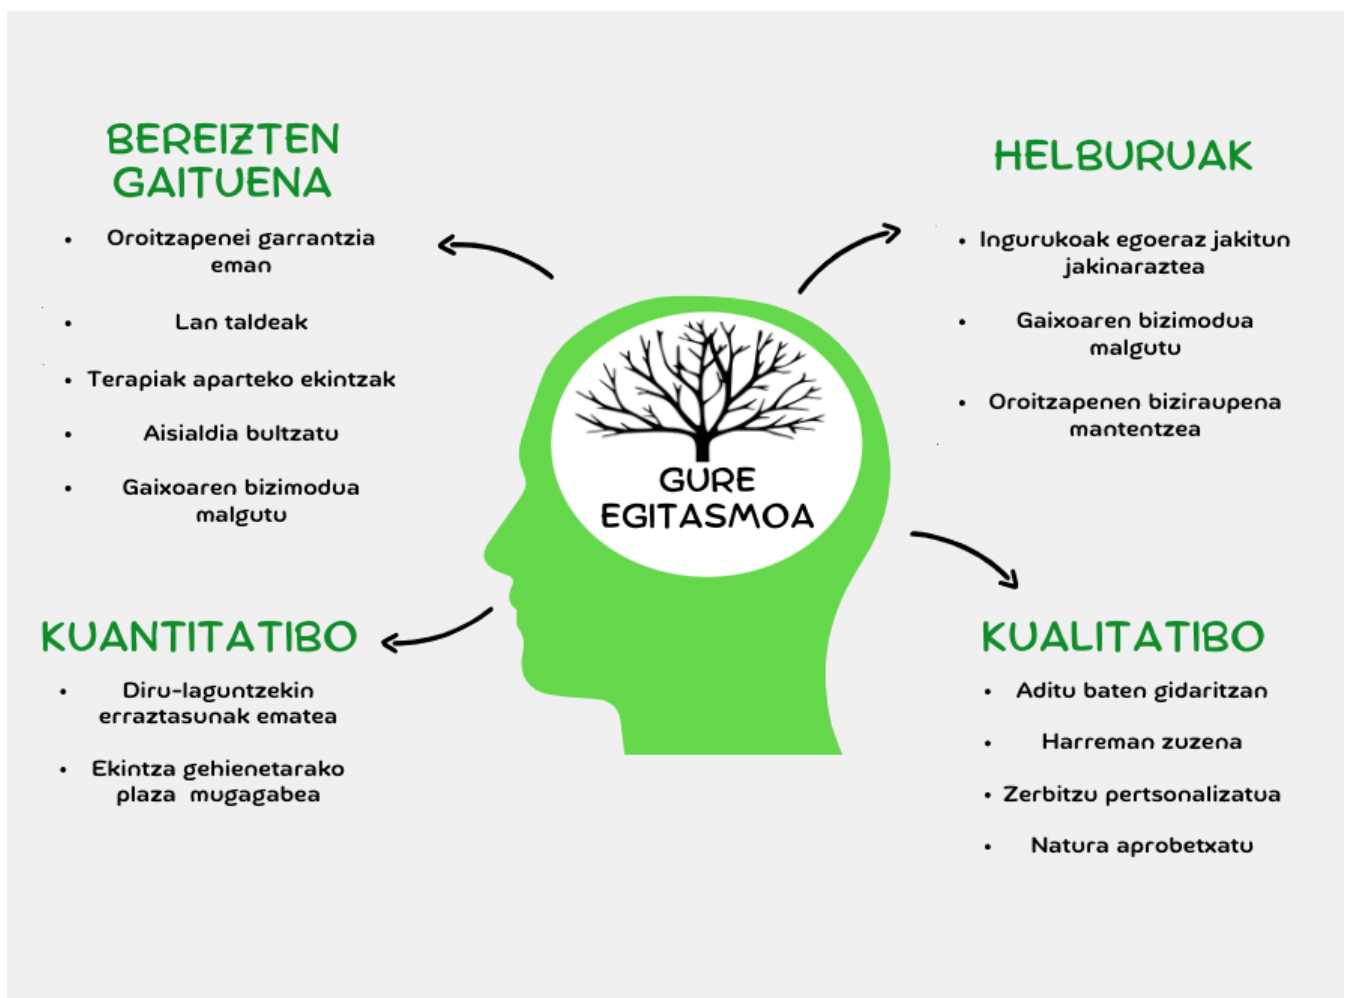 BEREIZTEN
GAITUENA
• Oroitzapenei garrantzia
eman
• Lan taldeak
• Terapiak aparteko ekintzak
• Aisialdia bultzatu
• Gaixoaren bizimodua
malgutu
HELBURUAK
• Ingurukoak egoeraz jakitun
jakinaraztea
• Gaixoaren bizimodua
malgutu
• Oroitzapenen biziraupena
mantentzea
GURE
EGITASMOA
KUANTITATIBO
• Diru-laguntzekin
erraztasunak ematea
• Ekintza gehienetarako
plaza mugagabea
KUALITATIBO
• Aditu baten gidaritzan
• Harreman zuzena
• Zerbitzu pertsonalizatua
• Natura aprobetxatu